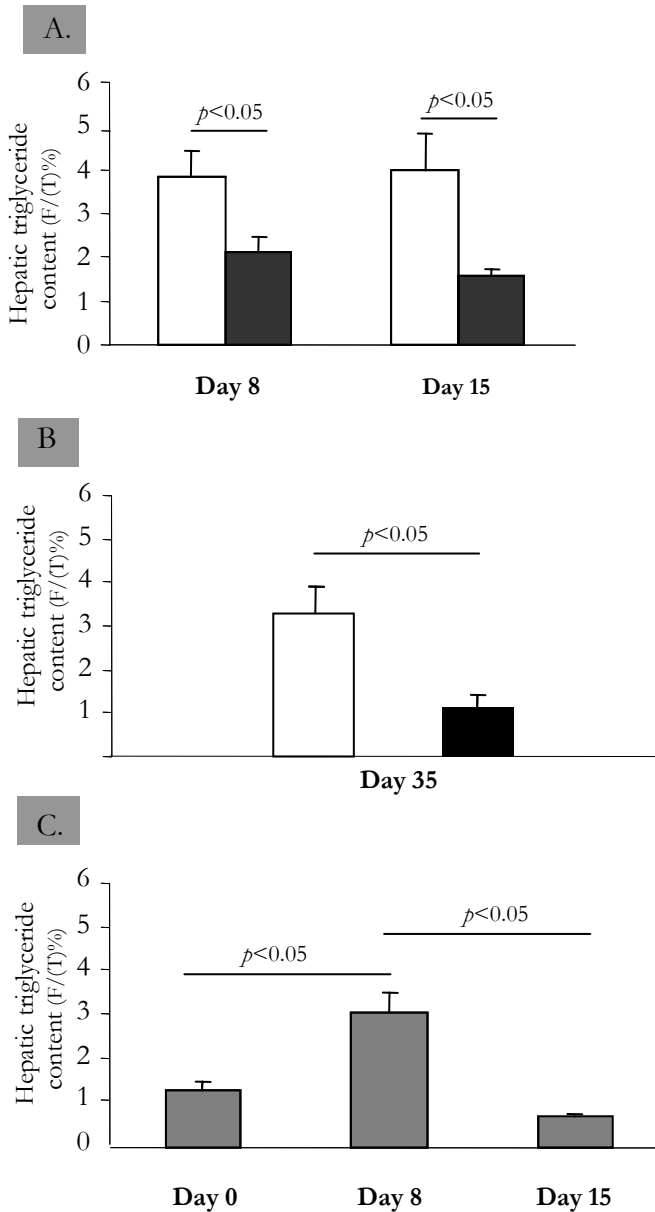 A.
Hepatic triglyceride
content (F/(T)%
6
5
4
3
2
1
0
p<0.05
p<0.05
Day 8
Day 15
B
Hepatic triglyceride
content (F/(T)%
6
5
4
3
2
1
p<0.05
Day 35
C.
Hepatic triglyceride
content (F/(T)%
6
5
4
3
2
1
0
p<0.05
p<0.05
Day 0
Day 8
Day 15